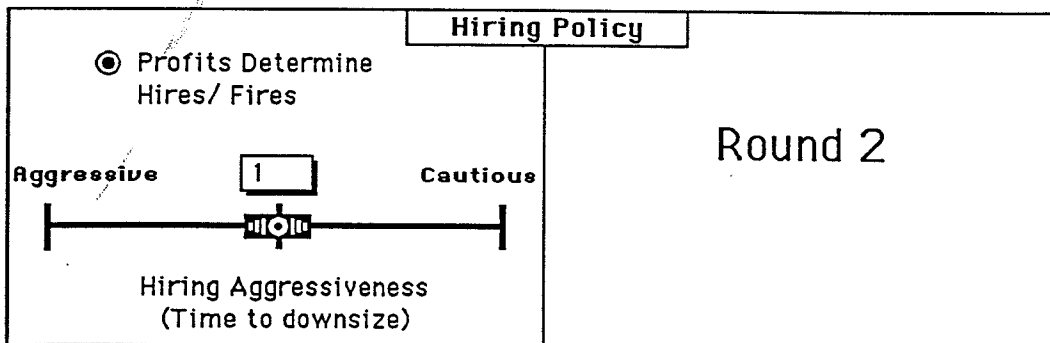 Hiring Policy
Profits Determine
Hires/ Fires
Round 2
Aggressive
1
Cautious
Hiring Aggressiveness
(Time to downsize)